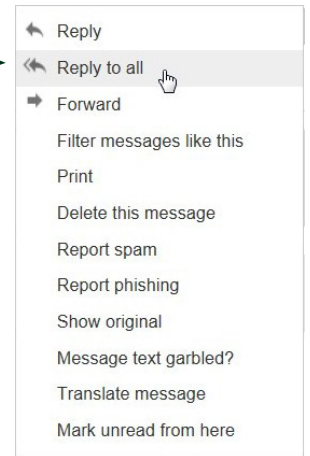 Reply
Reply to all
Forward
Filter messages like this
Print
Delete this message
Report spam
Report phishing
Show original
Message text garbled?
Translate message
Mark unread from here